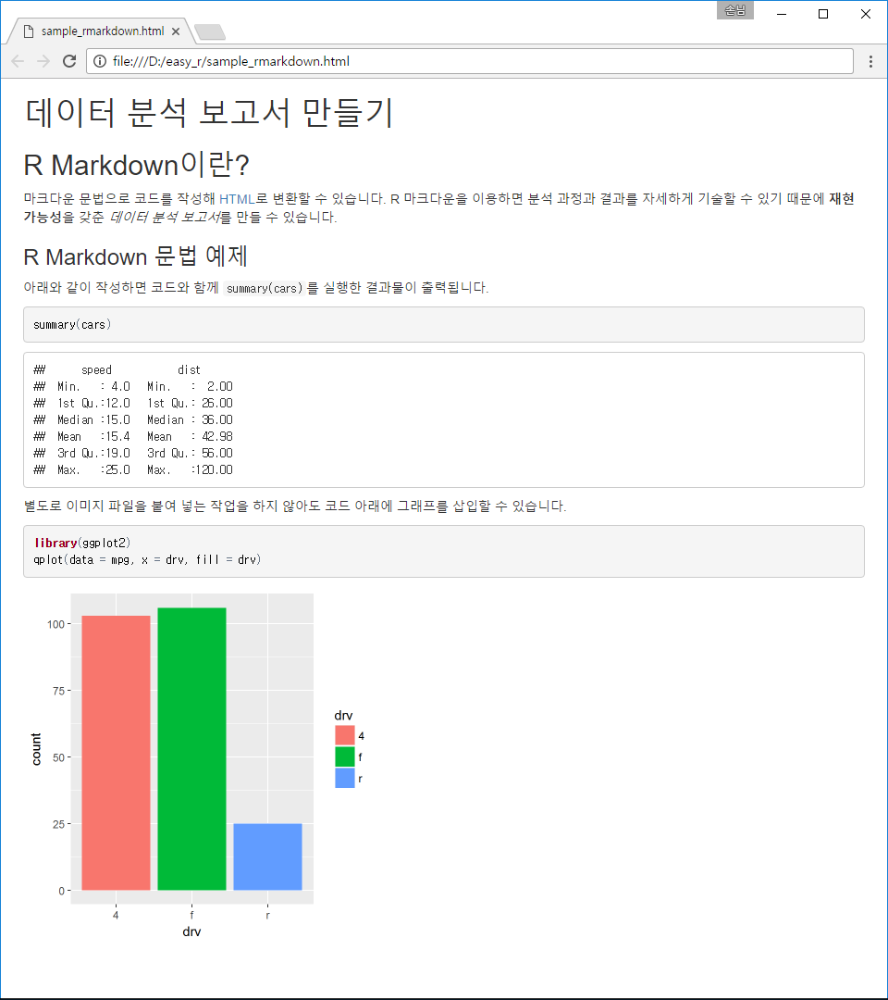 손님
sample_rmarkdown.html
file:///D:/easy_r/sample_rmarkdown.html
데이터 분석 보고서 만들기
R Markdown이란?
마크다운 문법으로 코드를 작성해 HTML로 변환할 수 있습니다. R 마크다운을 이용하면 분석 과정과 결과를 자세하게 기술할 수 있기 때문에 재현
가능성을 갖춘 데이터 분석 보고서를 만들 수 있습니다.
R Markdown 문법 예제
아래와 같이 작성하면 코드와 함께 summary(cars) 를 실행한 결과물이 출력됩니다.
summary(cars)
##      speed           dist
##  Min.   : 4.0   Min.   :  2.00
##  1st Qu.:12.0   1st Qu.: 26.00
##  Median :15.0   Median : 36.00
##  Mean   :15.4   Mean   : 42.98
##  3rd Qu.:19.0   3rd Qu.: 56.00
##  Max.   :25.0   Max.   :120.00
별도로 이미지 파일을 붙여 넣는 작업을 하지 않아도 코드 아래에 그래프를 삽입할 수 있습니다.
library(ggplot2)
qplot(data = mpg, x = drv, fill = drv)
100
75
50
25
0
count
4
f
r
drv
drv
4
f
r